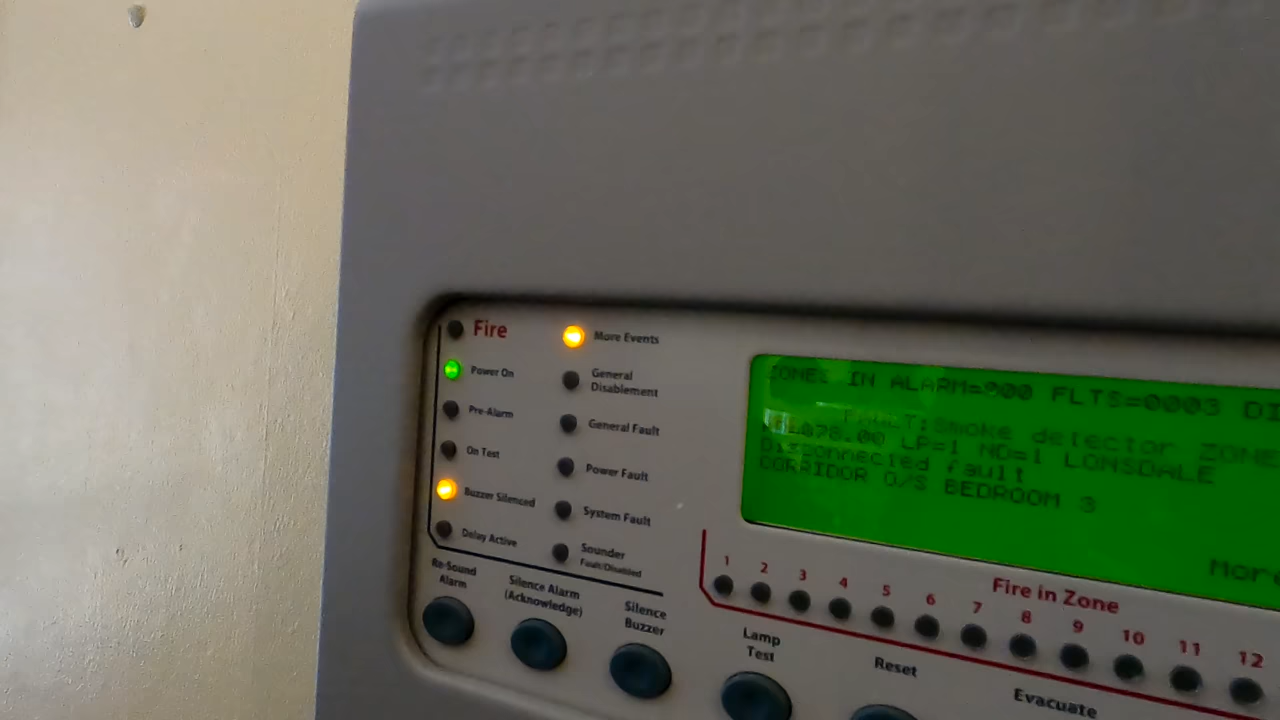 Fire
Power On
Pre-Alarm
On Test
Buzzer Silenced
Delay Active
More Events
General
Disablement
General Fault
Power Fault
System Fault
Sounder
Fault/Disabled
ZONES IN ALARM=000 FLTS=0003 DI
FAULT:Smoke detector ZONE
LP=1 ND=1 LONSDALE
Disconnected fault
CORRIDOR O/S BEDROOM 3
More
Re-Sound
Alarm
Silence Alarm
(Acknowledge)
Silence
Buzzer
Lamp
Test
Reset
Evacuate
Fire in Zone
1 2 3 4 5 6 7 8 9 10 11 12